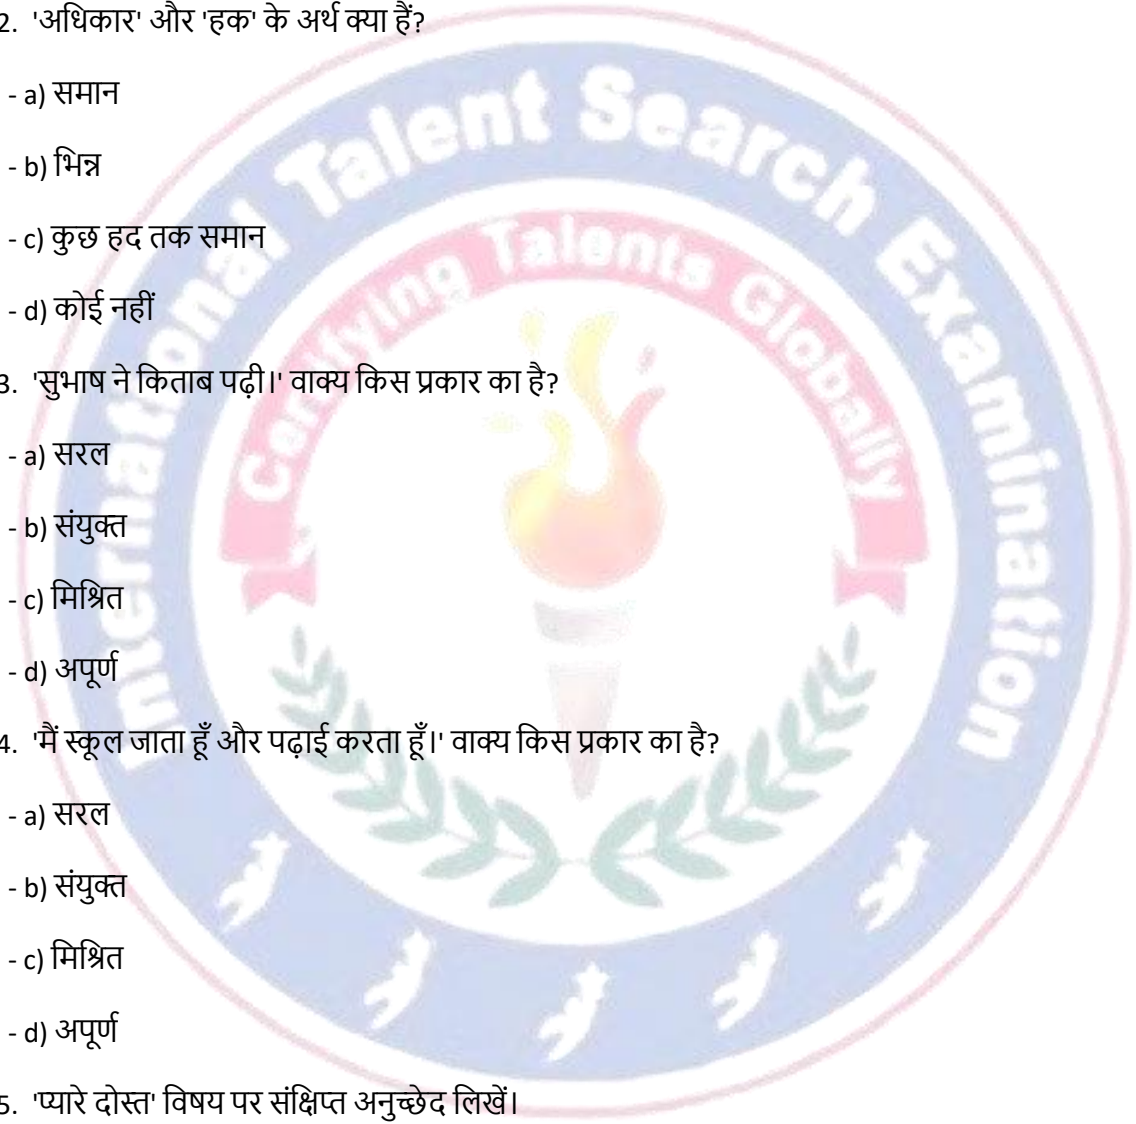 2. 'अधिकार' और 'हक' के अर्थ क्या हैं?
- a) समान
- b) भिन्न
- c) कुछ हद तक समान
- d) कोई नहीं
3. 'सुभाष ने किताब पढ़ी।' वाक्य किस प्रकार का है?
- a) सरल
- b) संयुक्त
- c) मिश्रित
- d) अपूर्ण
4. 'मैं स्कूल जाता हूँ और पढ़ाई करता हूँ।' वाक्य किस प्रकार का है?
- a) सरल
- b) संयुक्त
- c) मिश्रित
- d) अपूर्ण
5. 'प्यारे दोस्त' विषय पर संक्षिप्त अनुच्छेद लिखें।
International Talent Search Examination
Certifying Talents Globally